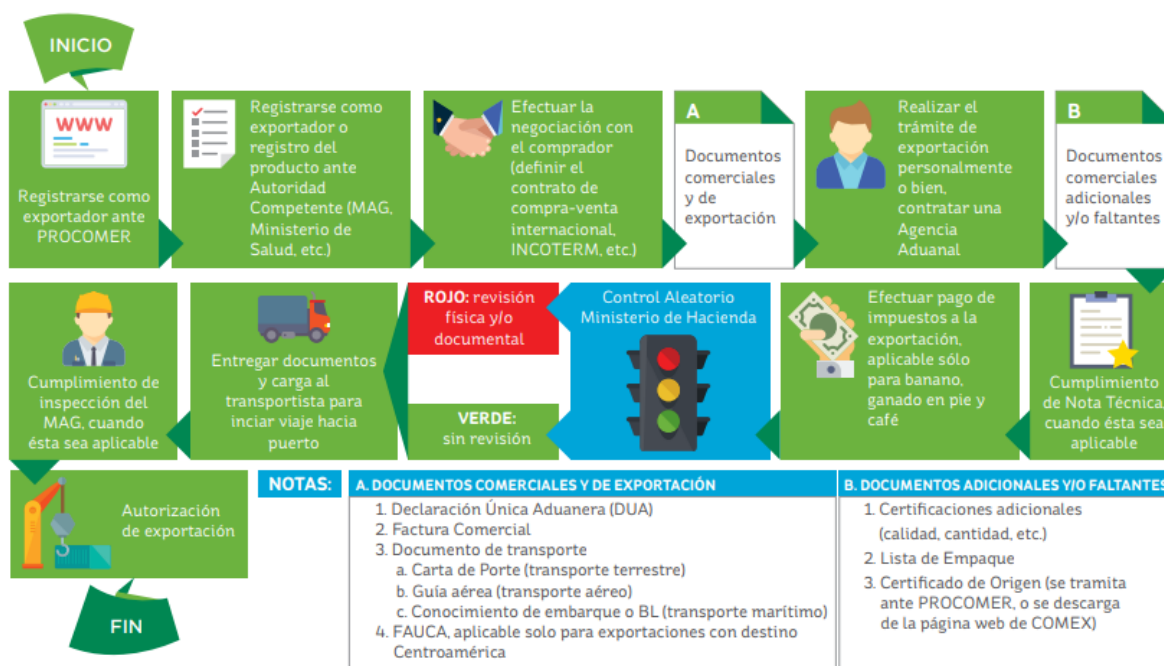 INICIO
WWW
Registrarse como
exportador ante
PROCOMER
Registrarse como
exportador o
registro del
producto ante
Autoridad
Competente (MAG,
Ministerio de
Salud, etc.)
Efectuar la
negociación con
el comprador
(definir el
contrato de
compra-venta
internacional,
INCOTERM, etc.)
A
Documentos
comerciales
y de
exportación
Realizar el
trámite de
exportación
personalmente
o bien,
contratar una
Agencia
Aduanal
B
Documentos
comerciales
adicionales
y/o faltantes
Cumplimiento
de Nota Técnica,
cuando ésta sea
aplicable
Efectuar pago de
impuestos a la
exportación,
aplicable sólo
para banano,
ganado en pie y
café
Control Aleatorio
Ministerio de Hacienda
ROJO: revisión
física y/o
documental
VERDE:
sin revisión
Entregar documentos
y carga al
transportista para
inciar viaje hacia
puerto
Cumplimiento de
inspección del
MAG, cuando
ésta sea aplicable
Autorización
de exportación
FIN
NOTAS:
A. DOCUMENTOS COMERCIALES Y DE EXPORTACIÓN
1. Declaración Única Aduanera (DUA)
2. Factura Comercial
3. Documento de transporte
a. Carta de Porte (transporte terrestre)
b. Guía aérea (transporte aéreo)
c. Conocimiento de embarque o BL (transporte marítimo)
4. FAUCA, aplicable solo para exportaciones con destino
Centroamérica
B. DOCUMENTOS ADICIONALES Y/O FALTANTES
1. Certificaciones adicionales
(calidad, cantidad, etc.)
2. Lista de Empaque
3. Certificado de Origen (se tramita
ante PROCOMER, o se descarga
de la página web de COMEX)